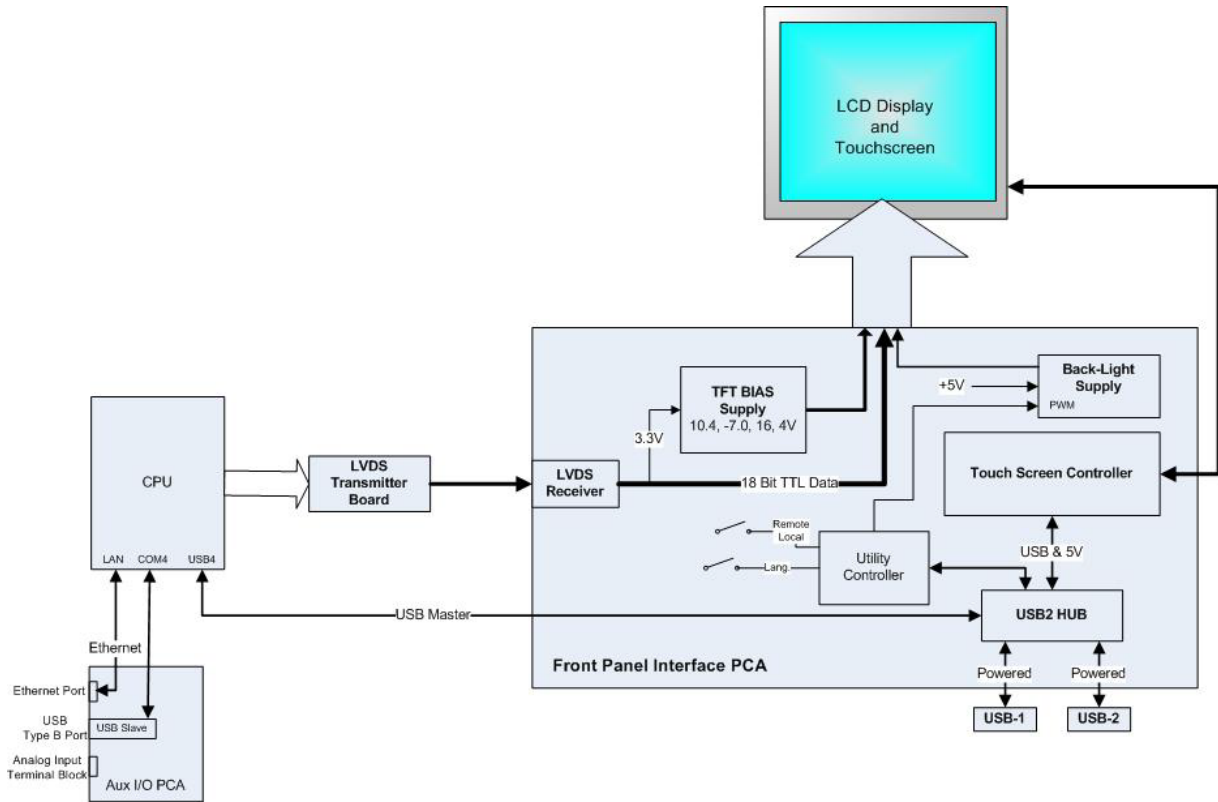 LCD Display
and
Touchscreen
Back-Light
Supply
+5V
PWM
TFT BIAS
Supply
10.4, -7.0, 16, 4V
3.3V
CPU
LVDS
Transmitter
Board
LVDS
Receiver
18 Bit TTL Data
Touch Screen Controller
Remote
Local
Lang.
Utility
Controller
USB & 5V
LAN
COM4
USB4
USB Master
USB2 HUB
Ethernet
Front Panel Interface PCA
Powered
Powered
USB-1
USB-2
Ethernet Port
USB
Type B Port
USB Slave
Analog Input
Terminal Block
Aux I/O PCA